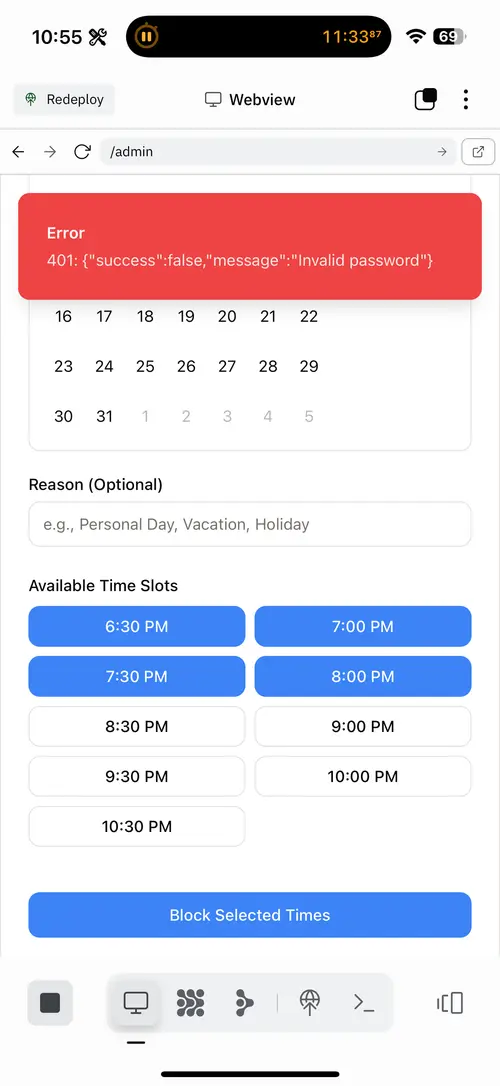 10:55
11:33⁸⁷
69
Redeploy
Webview
/admin
Error
401: {"success":false,"message":"Invalid password"}
16 17 18 19 20 21 22
23 24 25 26 27 28 29
30 31 1 2 3 4 5
Reason (Optional)
e.g., Personal Day, Vacation, Holiday
Available Time Slots
6:30 PM 7:00 PM
7:30 PM 8:00 PM
8:30 PM 9:00 PM
9:30 PM 10:00 PM
10:30 PM
Block Selected Times